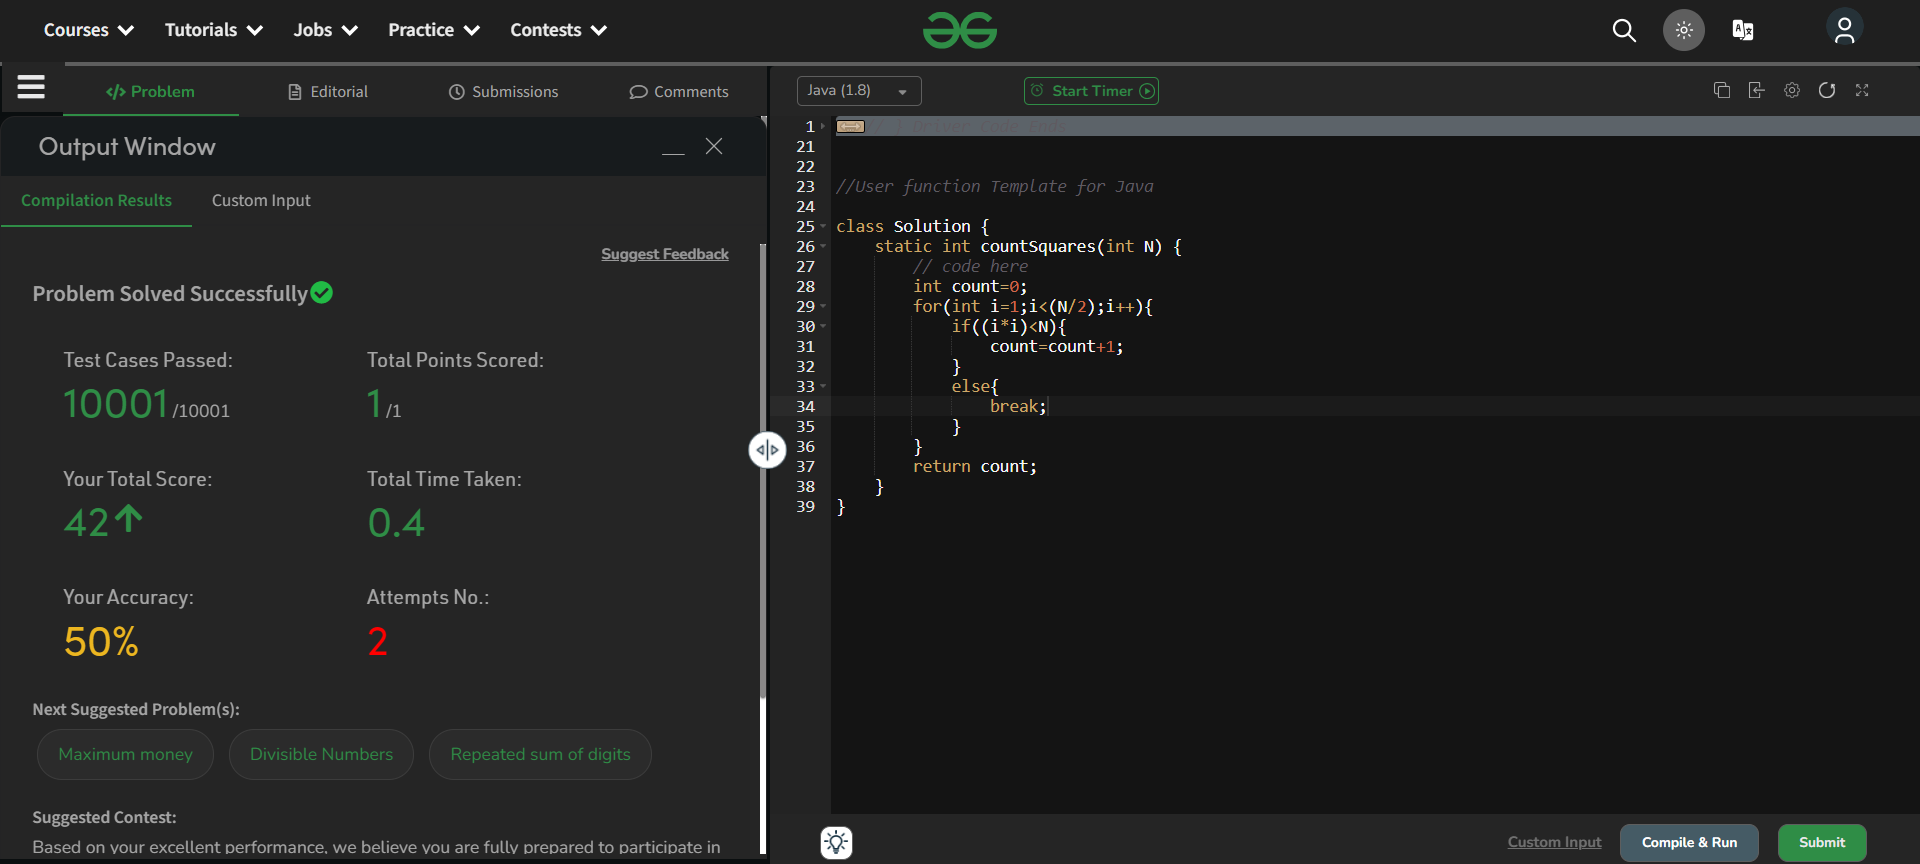 Courses Tutorials Jobs Practice Contests
Problem Editorial Submissions Comments
Output Window
Compilation Results Custom Input
Suggest Feedback
Problem Solved Successfully
Test Cases Passed: Total Points Scored:
10001 /10001 1 /1
Your Total Score: Total Time Taken:
42 0.4
Your Accuracy: Attempts No.:
50% 2
Next Suggested Problem(s):
Maximum money Divisible Numbers Repeated sum of digits
Suggested Contest:
Based on your excellent performance, we believe you are fully prepared to participate in
Java (1.8) Start Timer
1 // } Driver Code Ends
21
22
23 //User function Template for Java
24
25 class Solution {
26     static int countSquares(int N) {
27         // code here
28         int count=0;
29         for(int i=1;i<(N/2);i++){
30             if((i*i)<N){
31                 count=count+1;
32             }
33             else{
34                 break;
35             }
36         }
37         return count;
38     }
39 }
Custom Input Compile & Run Submit